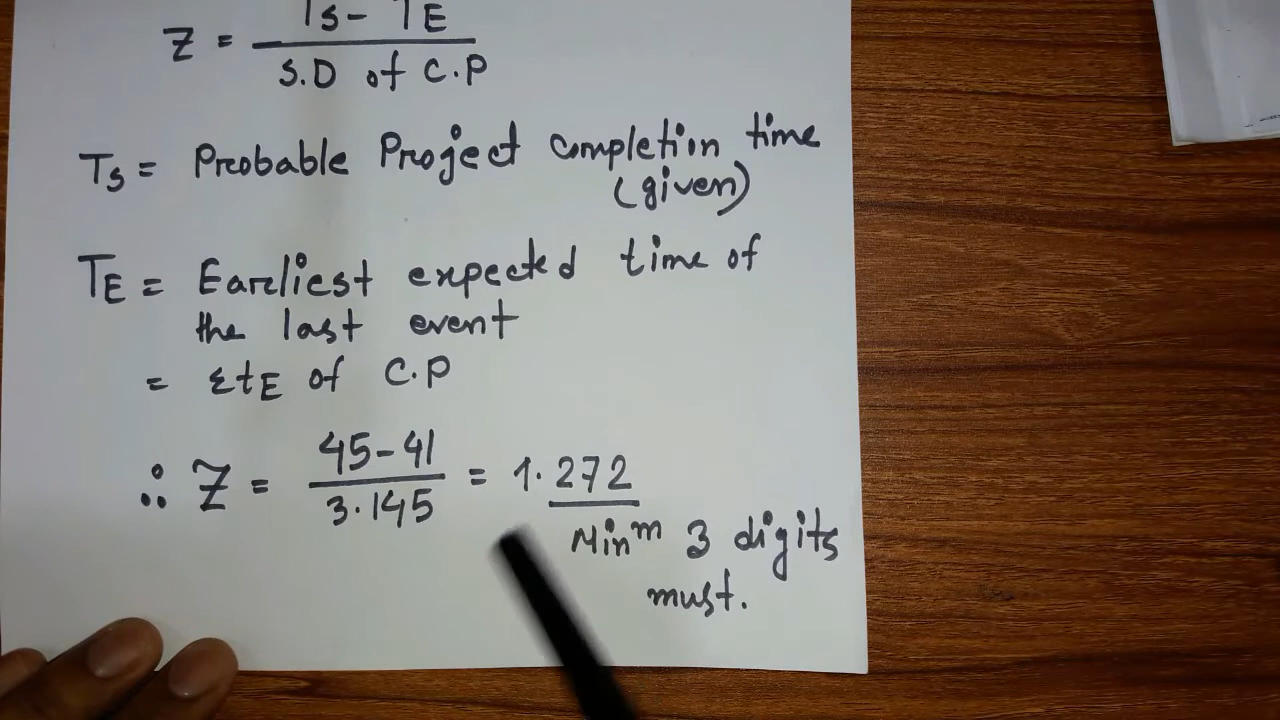 Z = Ts - TE / S.D of C.P
Ts = Probable Project completion time
(given)
TE = Earliest expected time of
the last event
= ΣtE of C.P
∴ Z = 45-41 / 3.145 = 1.272
Minᵐ 3 digits
must.